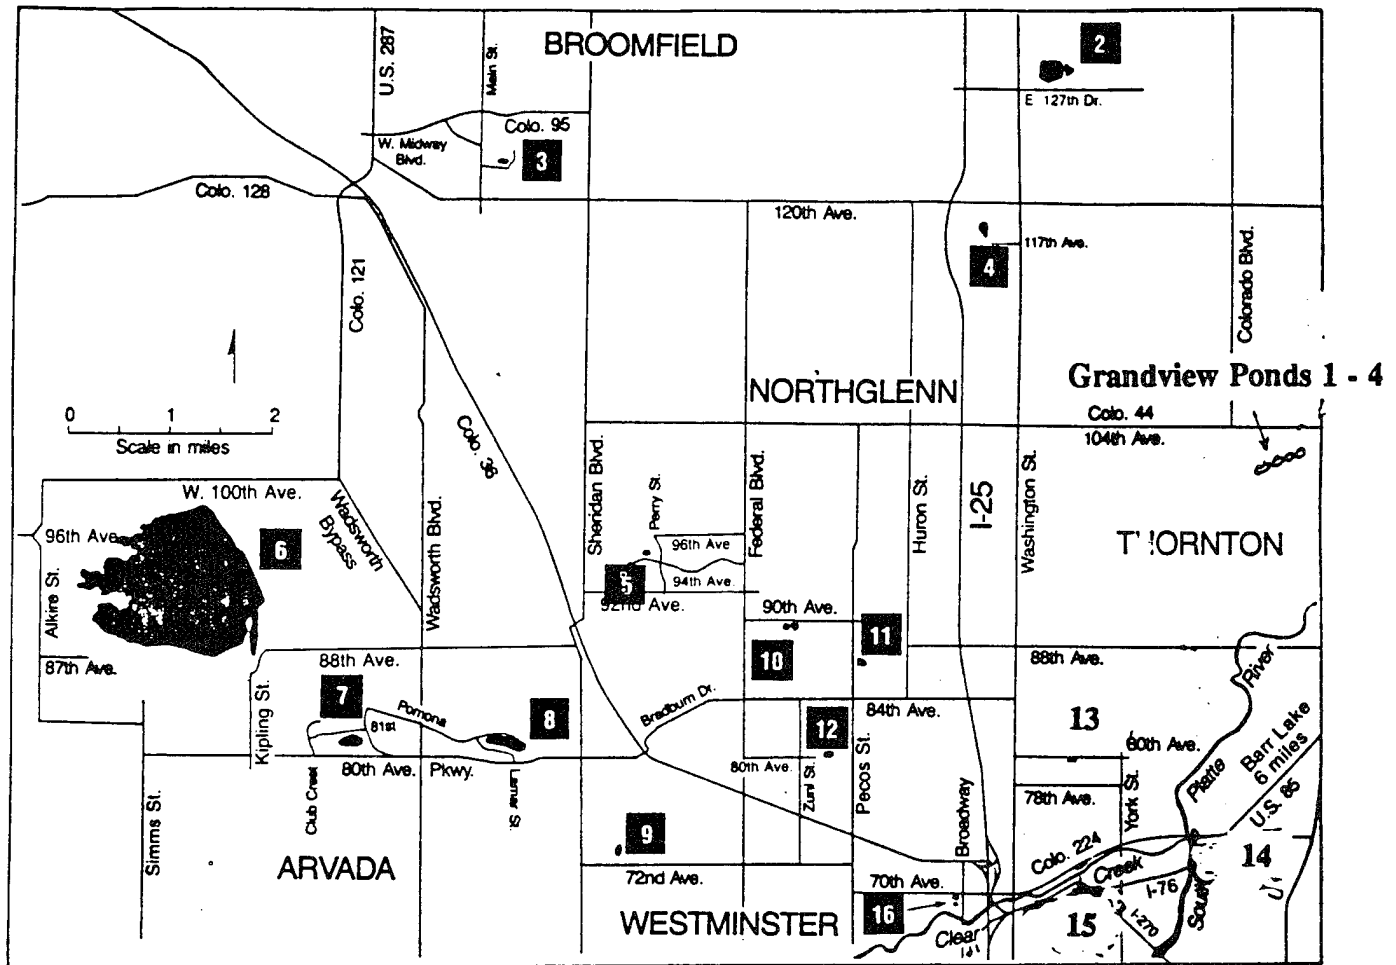 BROOMFIELD
2
U.S. 287
Main St.
E 127th Dr.
Colo. 95
W. Midway
Blvd.
3
Colo. 128
120th Ave.
117th Ave.
4
Colo. 121
Colorado Blvd.
Grandview Ponds 1 - 4
NORTHGLENN
Colo. 44
104th Ave.
0 1 2
Scale in miles
Colo. 36
Sheridan Blvd.
Perry St.
Federal Blvd.
Huron St.
I-25
Washington St.
W. 100th Ave.
Wadsworth
Bypass
Wadsworth Blvd.
96th Ave
6
96th Ave
94th Ave.
5
92nd Ave.
THORNTON
Alkire St.
90th Ave.
11
10
87th Ave.
88th Ave.
88th Ave.
Kipling St.
7
Pomona
81st
8
Bradburn Dr.
84th Ave.
12
13
River
80th Ave. Pkwy.
80th Ave.
80th Ave.
Zuni St.
Pecos St.
Platte
Barr Lake
6 miles
U.S. 85
Club Crest
Lamar St.
78th Ave.
York St.
Simms St.
9
Broadway
Colo. 224
Creek
14
ARVADA
72nd Ave.
70th Ave.
I-76
South
WESTMINSTER
16
Clear
15
I-270